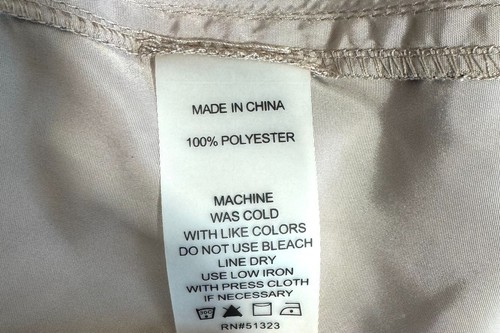 MADE IN CHINA
100% POLYESTER
MACHINE
WAS COLD
WITH LIKE COLORS
DO NOT USE BLEACH
LINE DRY
USE LOW IRON
WITH PRESS CLOTH
IF NECESSARY
RN#51323